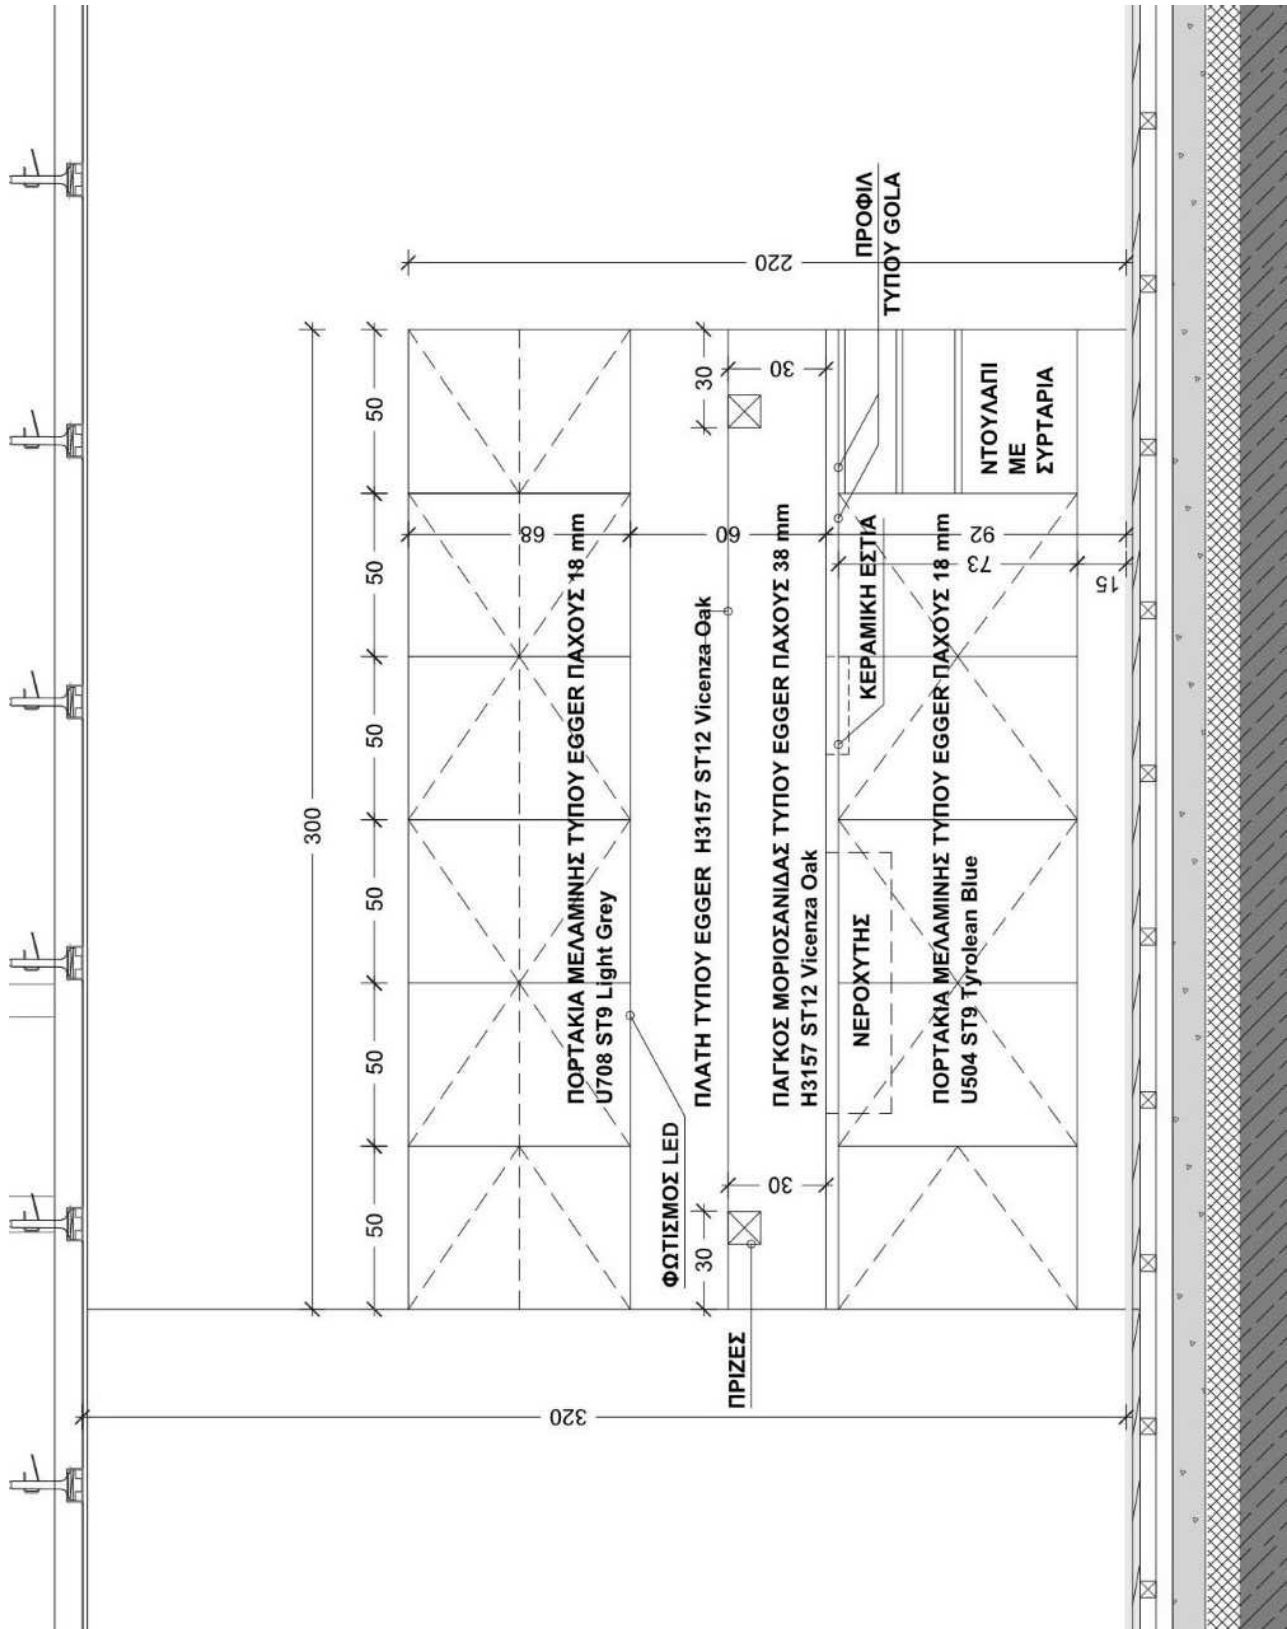 300
50
50
50
50
50
50
ΠΟΡΤΑΚΙΑ ΜΕΛΑΜΙΝΗΣ ΤΥΠΟΥ EGGER ΠΑΧΟΥΣ 18 mm
U708 ST9 Light Grey
68
220
320
ΦΩΤΙΣΜΟΣ LED
ΠΛΑΤΗ ΤΥΠΟΥ EGGER H3157 ST12 Vicenza Oak
60
30
30
ΠΡΙΖΕΣ
30
30
ΠΑΓΚΟΣ ΜΟΡΙΟΣΑΝΙΔΑΣ ΤΥΠΟΥ EGGER ΠΑΧΟΥΣ 38 mm
H3157 ST12 Vicenza Oak
ΠΡΟΦΙΛ
ΤΥΠΟΥ GOLA
ΝΕΡΟΧΥΤΗΣ
ΚΕΡΑΜΙΚΗ ΕΣΤΙΑ
ΠΟΡΤΑΚΙΑ ΜΕΛΑΜΙΝΗΣ ΤΥΠΟΥ EGGER ΠΑΧΟΥΣ 18 mm
U504 ST9 Tyrolean Blue
92
73
15
ΝΤΟΥΛΑΠΙ
ΜΕ
ΣΥΡΤΑΡΙΑ